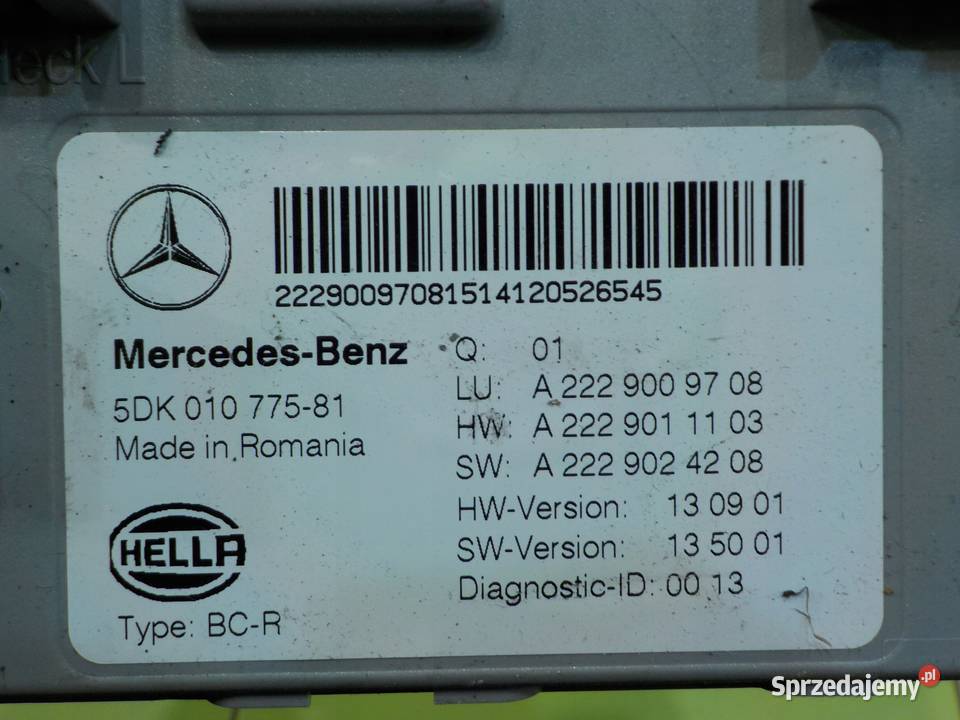 222900970815141205265​45
Mercedes-Benz
5DK 010 775-81
Made in Romania
HELLA
Type: BC-R
Q: 01
LU: A 222 900 97 08
HW: A 222 901 11 03
SW: A 222 902 42 08
HW-Version: 13 09 01
SW-Version: 13 50 01
Diagnostic-ID: 00 13
Sprzedajemy.pl